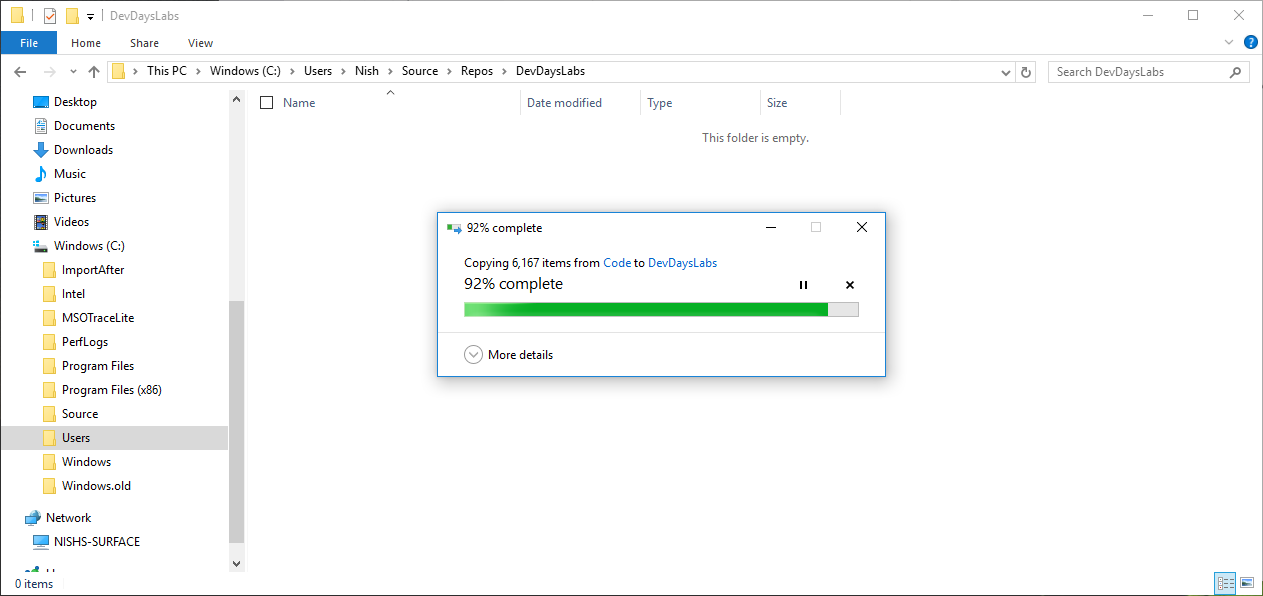 DevDaysLabs
File Home Share View
This PC Windows (C:) Users Nish Source Repos DevDaysLabs
Search DevDaysLabs
Name Date modified Type Size
This folder is empty.
Desktop
Documents
Downloads
Music
Pictures
Videos
Windows (C:)
ImportAfter
Intel
MSOTraceLite
PerfLogs
Program Files
Program Files (x86)
Source
Users
Windows
Windows.old
Network
NISHS-SURFACE
92% complete
Copying 6,167 items from Code to DevDaysLabs
92% complete
More details
0 items